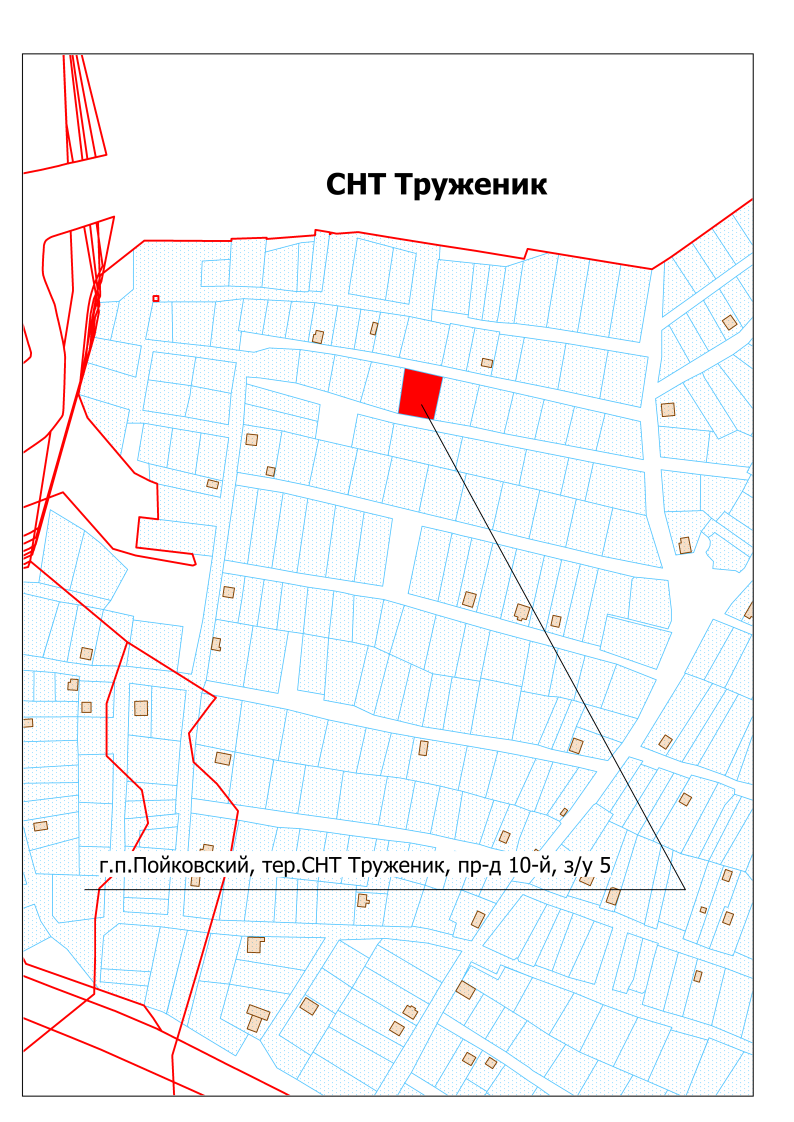 СНТ Труженик
г.п.Пойковский, тер.СНТ Труженик, пр-д 10-й, з/у 5